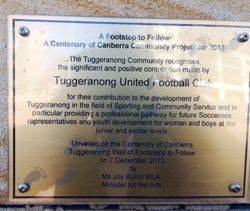 A Footstep to Follow:
A Centenary of Canberra Community Project for 2013
The Tuggeranong Community recognises
the significant and positive contribution made by
Tuggeranong United Football Club
for their contribution to the development of
Tuggeranong in the field of Sporting and Community Service and in
particular providing a professional pathway for future Socceroos
representatives and youth development for woman and boys at the
junior and senior levels.
Unveiled on the Centenary of Canberra
Tuggeranong Wall of Footsteps to Follow
on 7 December 2013
by
Ms Joy Burch MLA
Minister for the Arts